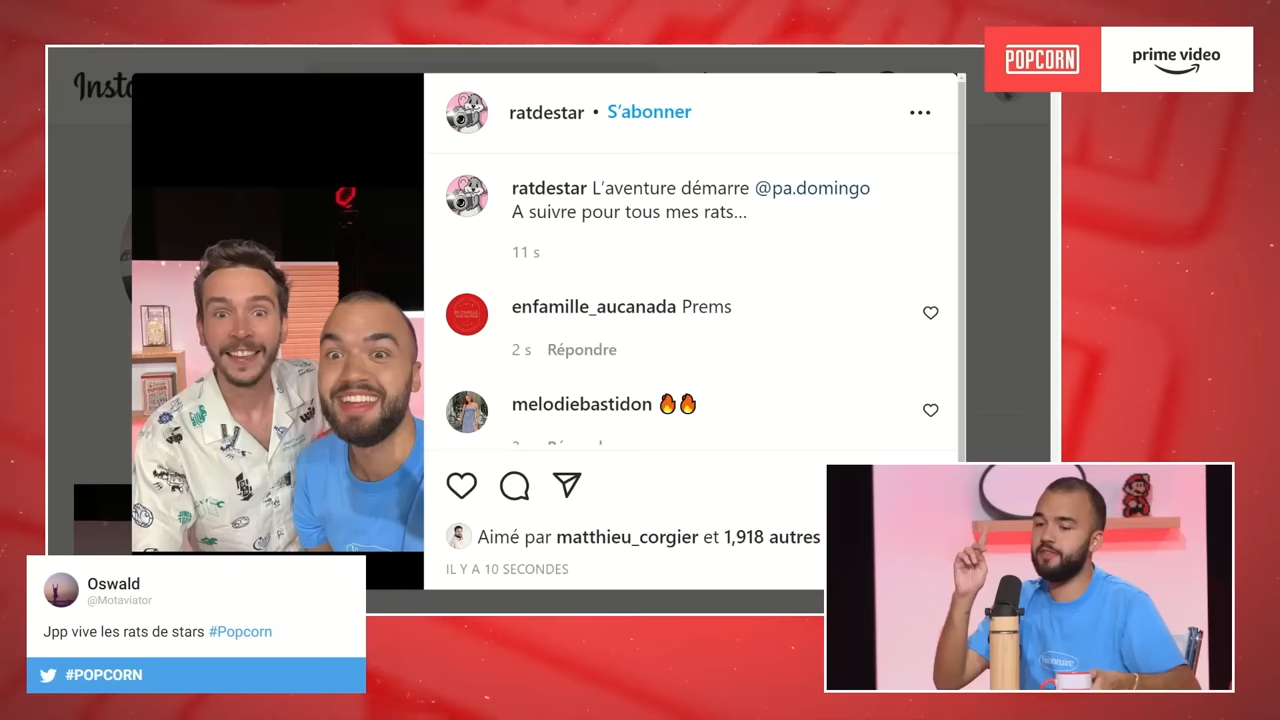 POPCORN
prime video
Insta
ratdestar • S'abonner
ratdestar L'aventure démarre @pa.domingo
A suivre pour tous mes rats...
11 s
enfamille_aucanada Prems
2 s Répondre
melodiebastidon 🔥🔥
Aimé par matthieu_corgier et 1,918 autres
IL Y A 10 SECONDES
Oswald
@Motaviator
Jpp vive les rats de stars #Popcorn
#POPCORN